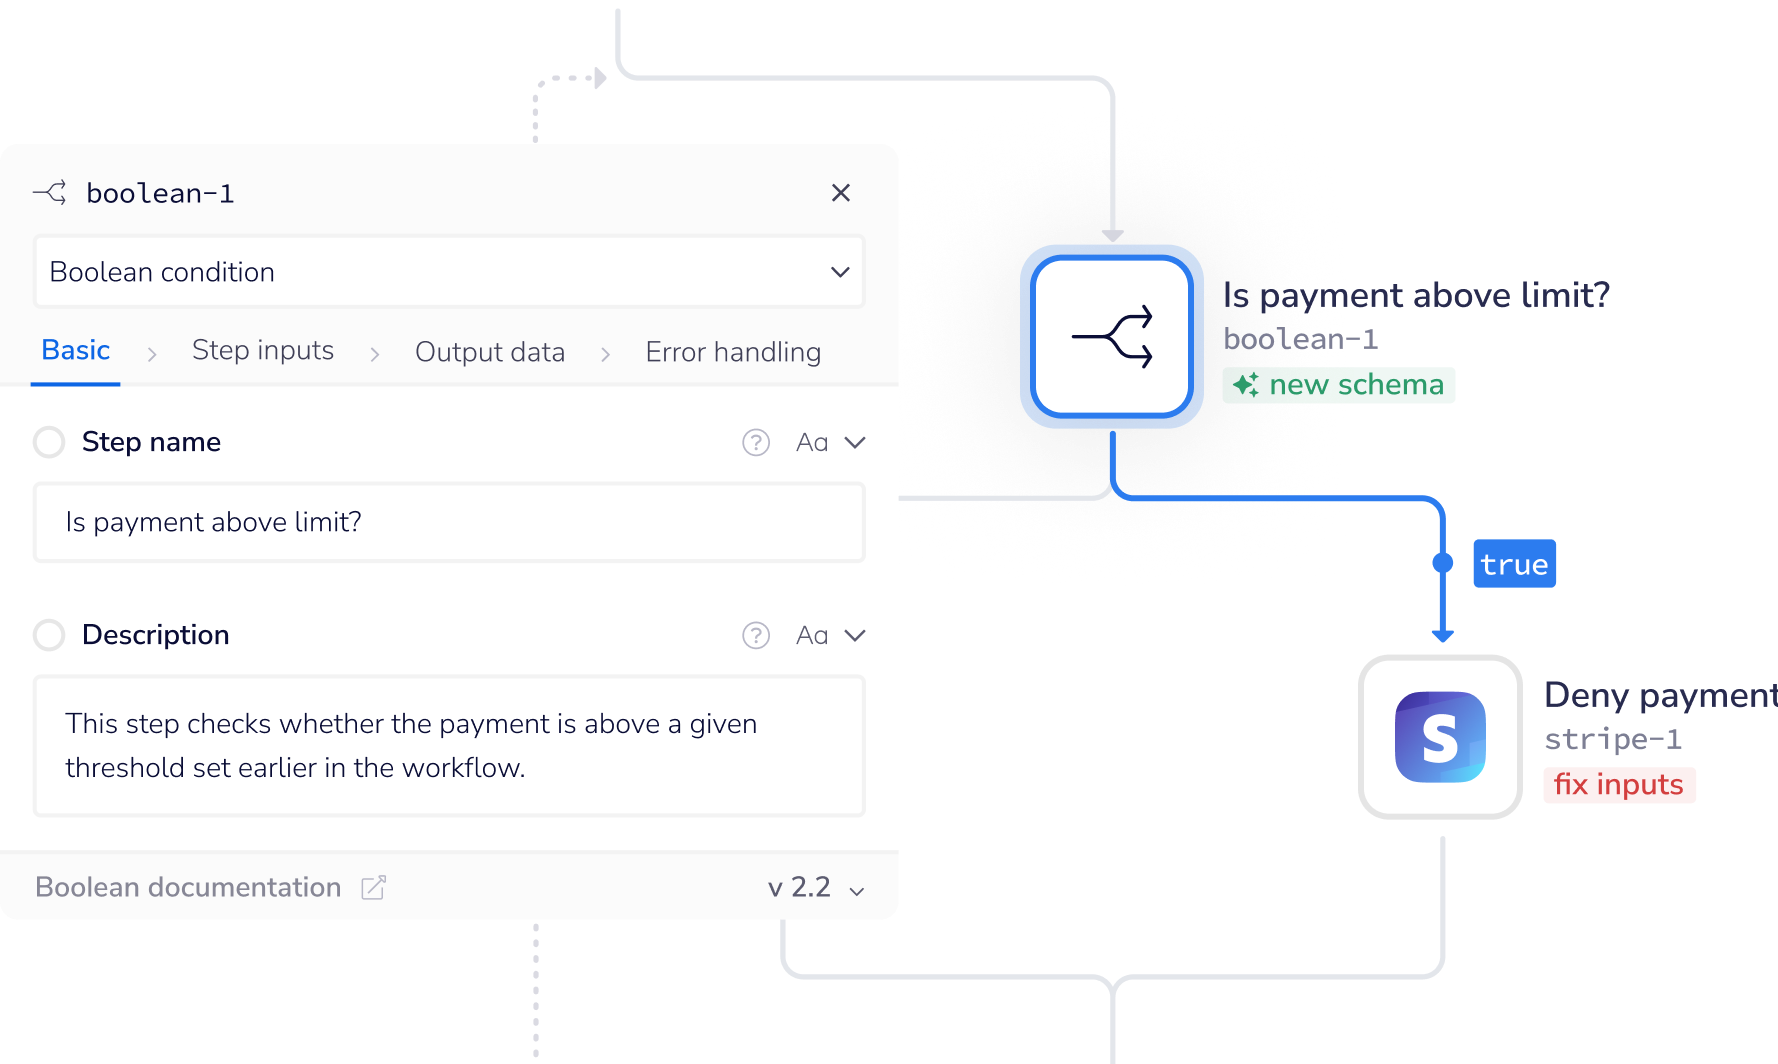 boolean-1
Boolean condition
Basic
Step inputs
Output data
Error handling
Step name
? Aa
Is payment above limit?
Description
? Aa
This step checks whether the payment is above a given
threshold set earlier in the workflow.
Boolean documentation
v 2.2
Is payment above limit?
boolean-1
new schema
true
S
Deny payment
stripe-1
fix inputs